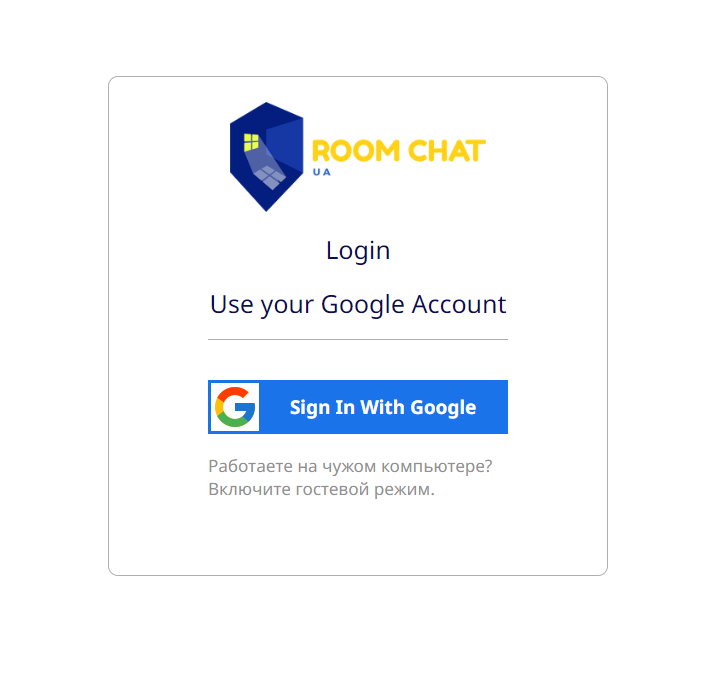 ROOM CHAT
UA
Login
Use your Google Account
Sign In With Google
Работаете на чужом компьютере?
Включите гостевой режим.